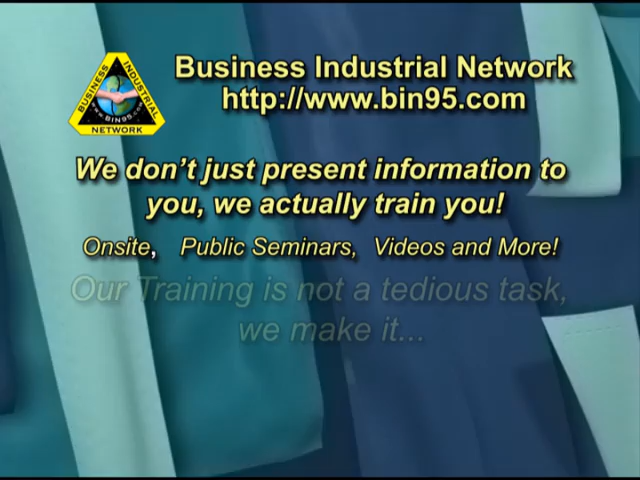 Business Industrial Network
http://www.bin95.com
BUSINESS
INDUSTRIAL
WWW.BIN95.com
NETWORK
We don't just present information to
you, we actually train you!
Onsite, Public Seminars, Videos and More!
Our Training is not a tedious task,
we make it...